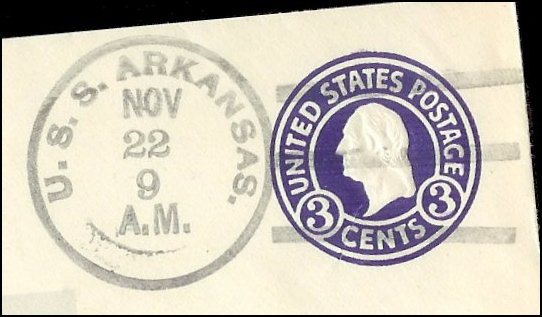 U. S. S. ARKANSAS.
NOV
22
9
A.M.
UNITED STATES POSTAGE
3 CENTS 3